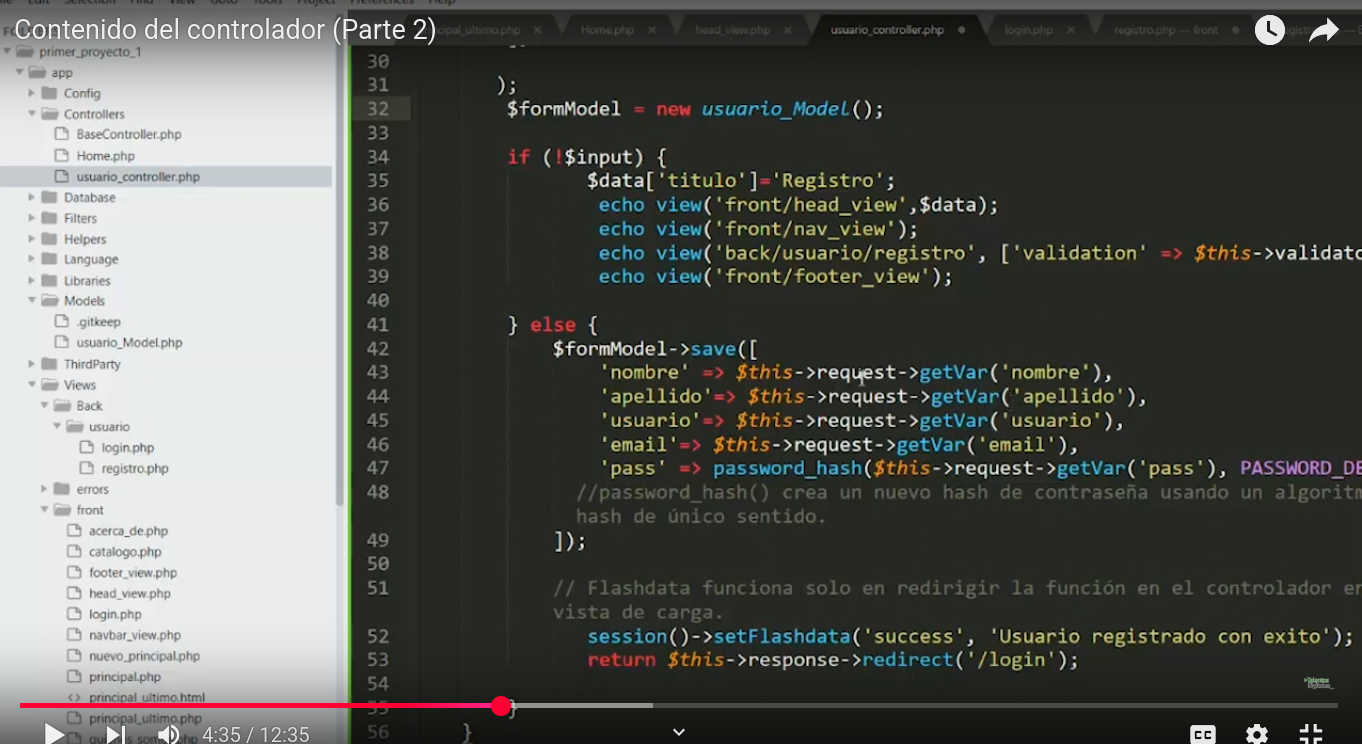 Contenido del controlador (Parte 2)
principal_ultimo.php
Home.php
head_view.php
usuario_controller.php
login.php
registro.php — front
primer_proyecto_1
app
Config
Controllers
BaseController.php
Home.php
usuario_controller.php
Database
Filters
Helpers
Language
Libraries
Models
.gitkeep
usuario_Model.php
ThirdParty
Views
Back
usuario
login.php
registro.php
errors
front
acerca_de.php
catalogo.php
footer_view.php
head_view.php
login.php
navbar_view.php
nuevo_principal.php
principal.php
principal_ultimo.html
principal_ultimo.php
30
31 );
32 $formModel = new usuario_Model();
33
34 if (!$input) {
35 $data['titulo']='Registro';
36 echo view('front/head_view',$data);
37 echo view('front/nav_view');
38 echo view('back/usuario/registro', ['validation' => $this->validato
39 echo view('front/footer_view');
40
41 } else {
42 $formModel->save([
43 'nombre' => $this->request->getVar('nombre'),
44 'apellido'=> $this->request->getVar('apellido'),
45 'usuario'=> $this->request->getVar('usuario'),
46 'email'=> $this->request->getVar('email'),
47 'pass' => password_hash($this->request->getVar('pass'), PASSWORD_DE
48 //password_hash() crea un nuevo hash de contraseña usando un algoritm
hash de único sentido.
49 ]);
50
51 // Flashdata funciona solo en redirigir la función en el controlador en
vista de carga.
52 session()->setFlashdata('success', 'Usuario registrado con exito');
53 return $this->response->redirect('/login');
54
55 }
56 }
4:35 / 12:35
CC